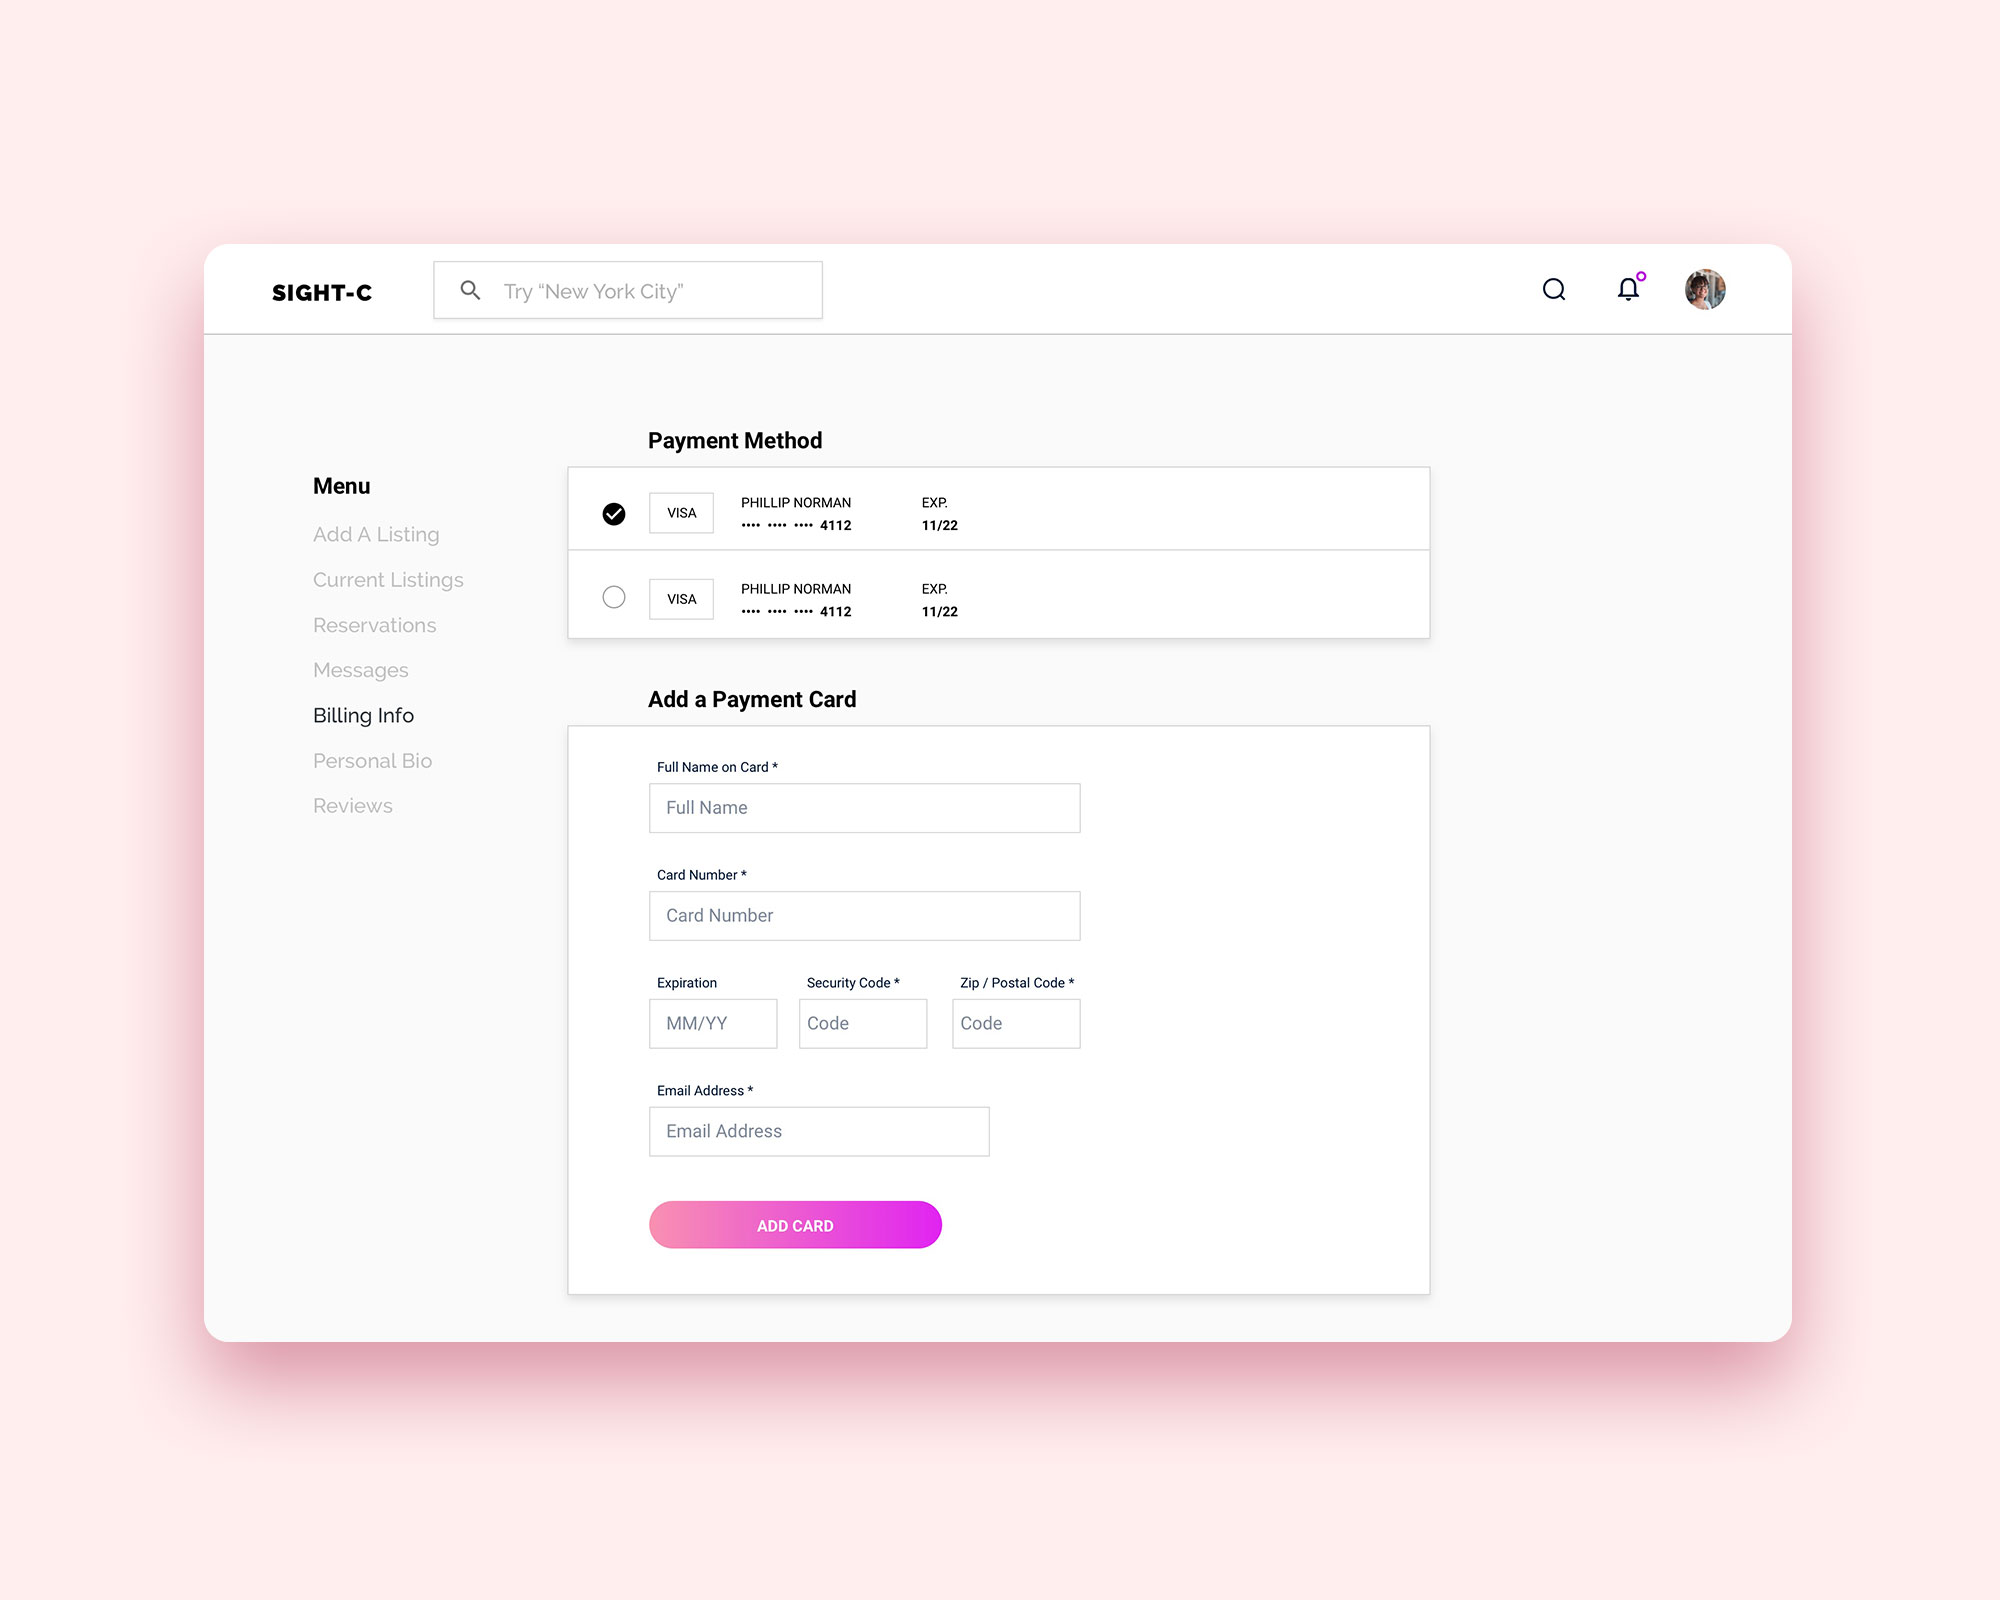 SIGHT-C
Try “New York City”
Menu
Add A Listing
Current Listings
Reservations
Messages
Billing Info
Personal Bio
Reviews
Payment Method
VISA
PHILLIP NORMAN
EXP.
•••• •••• •••• 4112
11/22
VISA
PHILLIP NORMAN
EXP.
•••• •••• •••• 4112
11/22
Add a Payment Card
Full Name on Card *
Full Name
Card Number *
Card Number
Expiration
Security Code *
Zip / Postal Code *
MM/YY
Code
Code
Email Address *
Email Address
ADD CARD